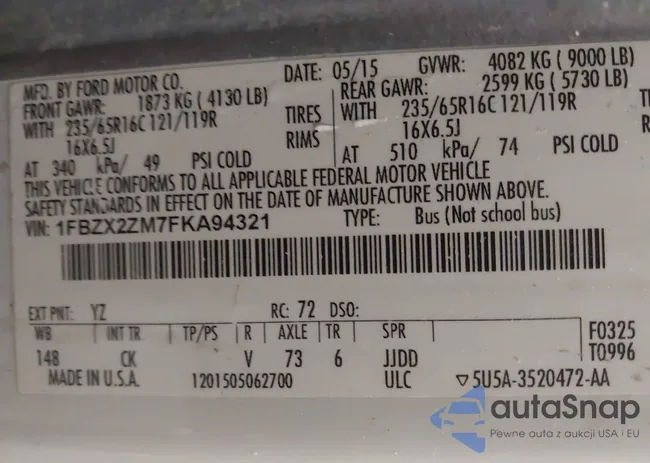 MFD. BY FORD MOTOR CO. DATE: 05/15 GVWR: 4082 KG ( 9000 LB)
FRONT GAWR: 1873 KG ( 4130 LB) REAR GAWR: 2599 KG ( 5730 LB)
WITH 235/65R16C 121/119R TIRES WITH 235/65R16C 121/119R
16X6.5J RIMS 16X6.5J
AT 340 kPa/ 49 PSI COLD AT 510 kPa/ 74 PSI COLD
THIS VEHICLE CONFORMS TO ALL APPLICABLE FEDERAL MOTOR VEHICLE
SAFETY STANDARDS IN EFFECT ON THE DATE OF MANUFACTURE SHOWN ABOVE.
VIN: 1FBZX2ZM7FKA94321 TYPE: Bus (Not school bus)
EXT PNT: YZ RC: 72 DSO:
WB INT TR TP/PS R AXLE TR SPR F0325
148 CK V 73 6 JJDD T0996
MADE IN U.S.A. 1201505062700 ULC ▽5U5A-3520472-AA
autaSnap
Pewne auta z aukcji USA i EU